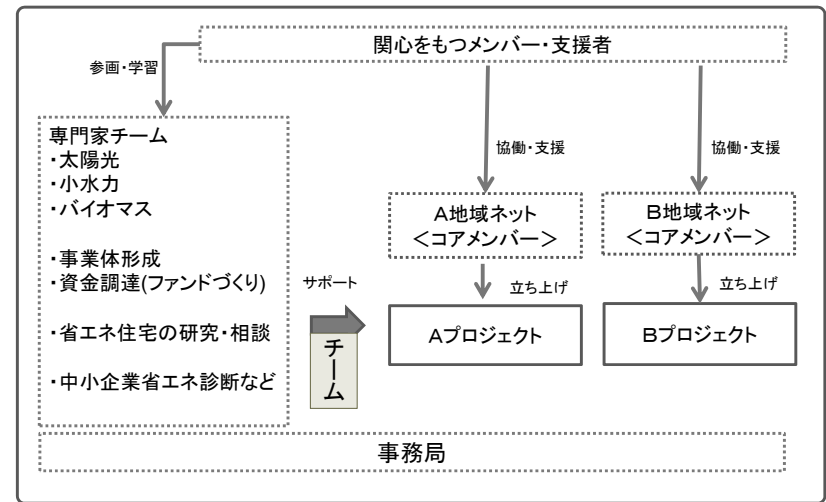 関心をもつメンバー・支援者
参画・学習
専門家チーム
・太陽光
・小水力
・バイオマス
・事業体形成
・資金調達(ファンドづくり)
・省エネ住宅の研究・相談
・中小企業省エネ診断など
サポート
チーム
協働・支援
A地域ネット
＜コアメンバー＞
立ち上げ
Aプロジェクト
協働・支援
B地域ネット
＜コアメンバー＞
立ち上げ
Bプロジェクト
事務局